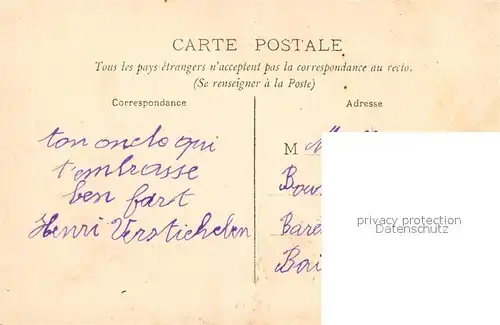 CARTE POSTALE
Tous les pays étrangers n'acceptent pas la correspondance au recto.
(Se renseigner à la Poste)
Correspondance
Adresse
ton oncle qui
t'embrasse
ben fort
Henri Verstichelen
M
privacy protection
Datenschutz